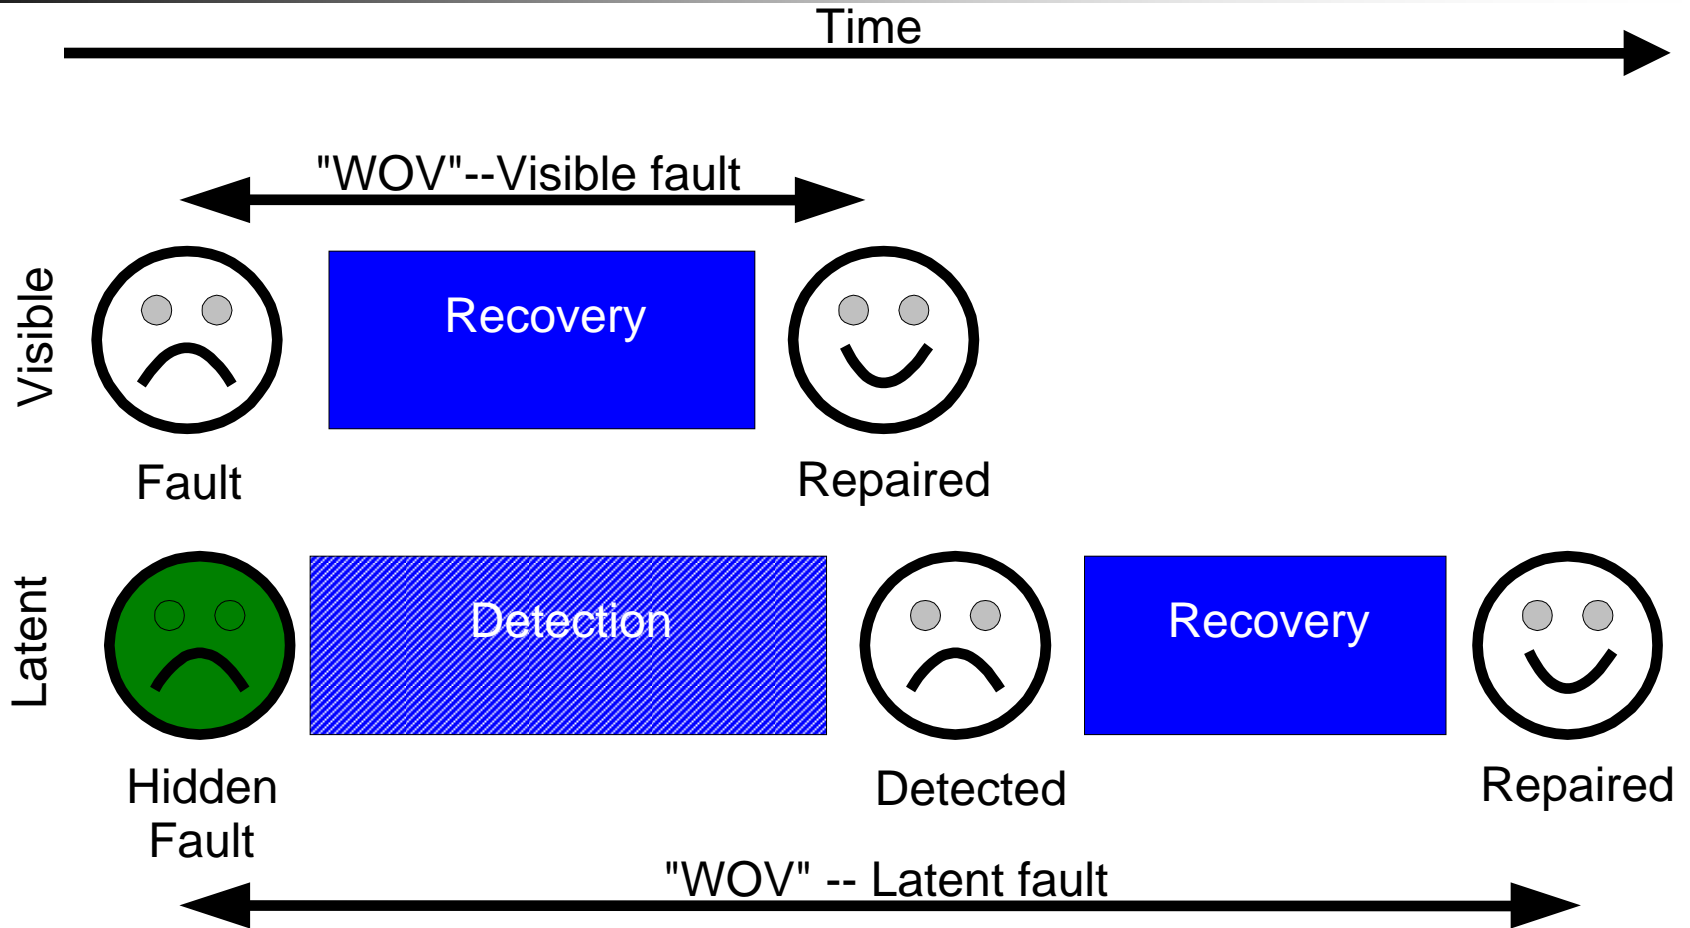 Time
"WOV"--Visible fault
Visible
Recovery
Fault
Repaired
Latent
Detection
Recovery
Hidden
Fault
Detected
Repaired
"WOV" -- Latent fault